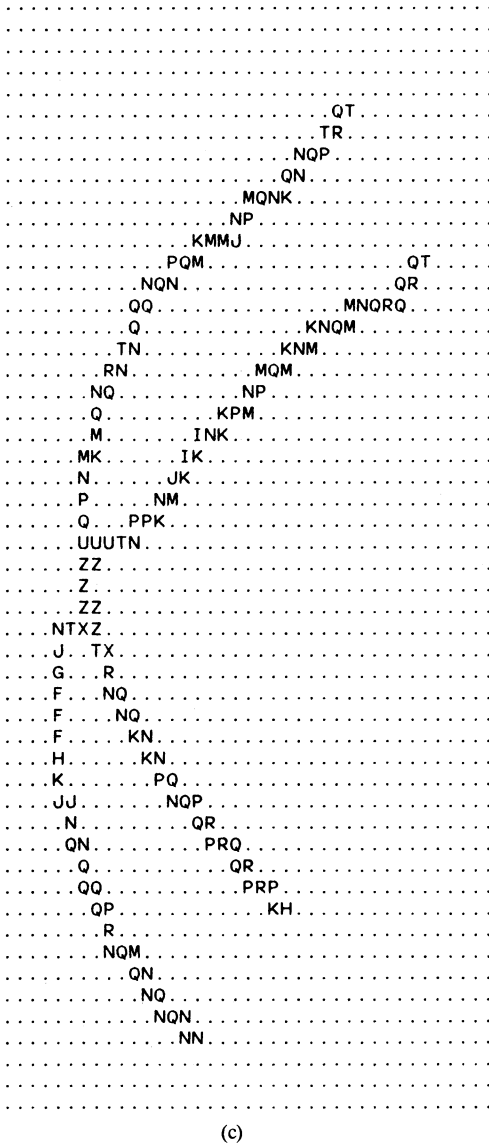 .......................................
.......................................
.......................................
.......................................
.......................................
..........................QT...........
.........................TR............
.......................NQP.............
......................QN...............
...................MQNK................
..................NP...................
...............KMMJ....................
.............PQM................QT.....
...........NQN.................QR......
..........QQ...............MNQRQ.......
..........Q.............KNQM...........
.........TN...........KNM..............
........RN..........MQM................
.......NQ..........NP..................
.......Q.........KPM...................
.......M.......INK.....................
......MK......IK.......................
......N......JK........................
......P.....NM.........................
......Q...PPK..........................
......UUUTN............................
......ZZ...............................
......Z................................
......ZZ...............................
....NTXZ...............................
....J..TX..............................
....G...R..............................
....F...NQ.............................
....F....NQ............................
....F.....KN...........................
....H......KN..........................
....K.......PQ.........................
....JJ.......NQP.......................
.....N.........QR......................
.....QN.........PRQ....................
......Q...........QR...................
......QQ...........PRP.................
.......QP............KH................
........R..............................
........NQM............................
..........QN...........................
...........NQ..........................
............NQN........................
..............NN.......................
.......................................
.......................................
.......................................
(c)